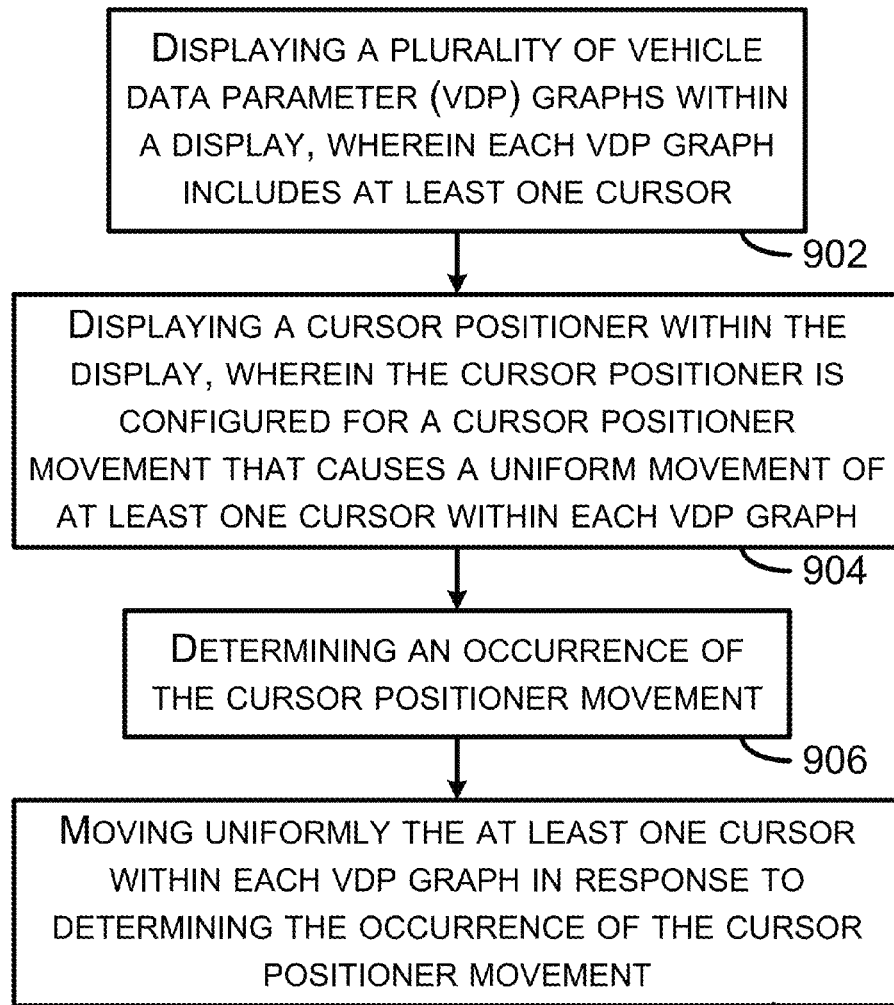 DISPLAYING A PLURALITY OF VEHICLE
DATA PARAMETER (VDP) GRAPHS WITHIN
A DISPLAY, WHEREIN EACH VDP GRAPH
INCLUDES AT LEAST ONE CURSOR
902
DISPLAYING A CURSOR POSITIONER WITHIN THE
DISPLAY, WHEREIN THE CURSOR POSITIONER IS
CONFIGURED FOR A CURSOR POSITIONER
MOVEMENT THAT CAUSES A UNIFORM MOVEMENT OF
AT LEAST ONE CURSOR WITHIN EACH VDP GRAPH
904
DETERMINING AN OCCURRENCE OF
THE CURSOR POSITIONER MOVEMENT
906
MOVING UNIFORMLY THE AT LEAST ONE CURSOR
WITHIN EACH VDP GRAPH IN RESPONSE TO
DETERMINING THE OCCURRENCE OF THE CURSOR
POSITIONER MOVEMENT